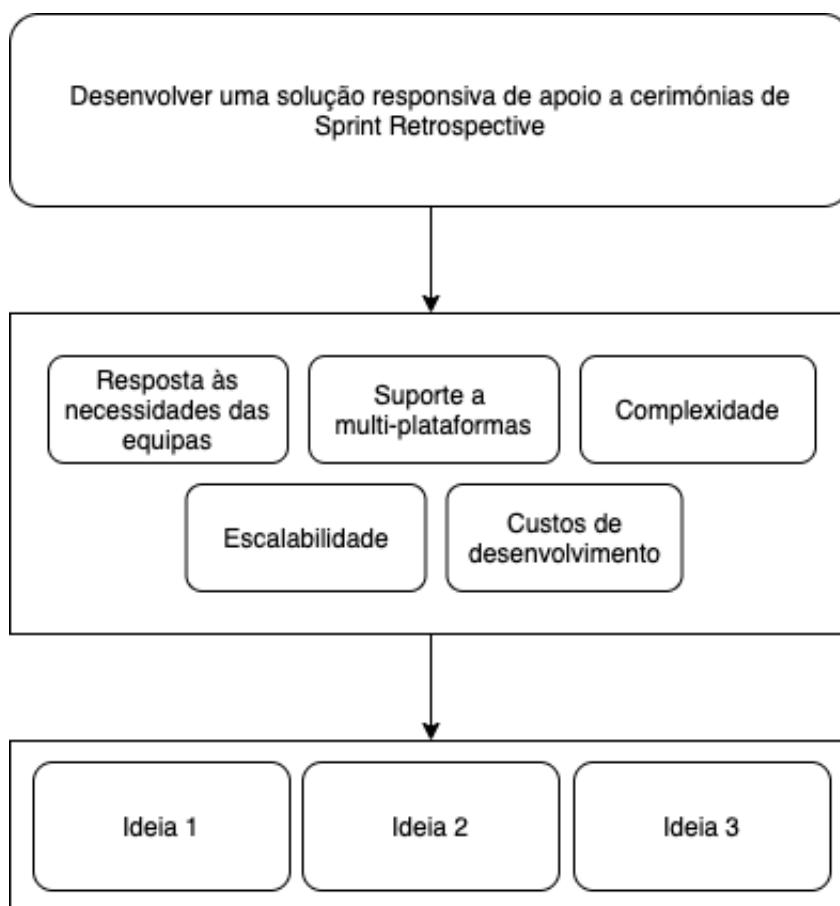 Desenvolver uma solução responsiva de apoio a cerimónias de
Sprint Retrospective
Resposta às
necessidades das
equipas
Suporte a
multi-plataformas
Complexidade
Escalabilidade
Custos de
desenvolvimento
Ideia 1
Ideia 2
Ideia 3